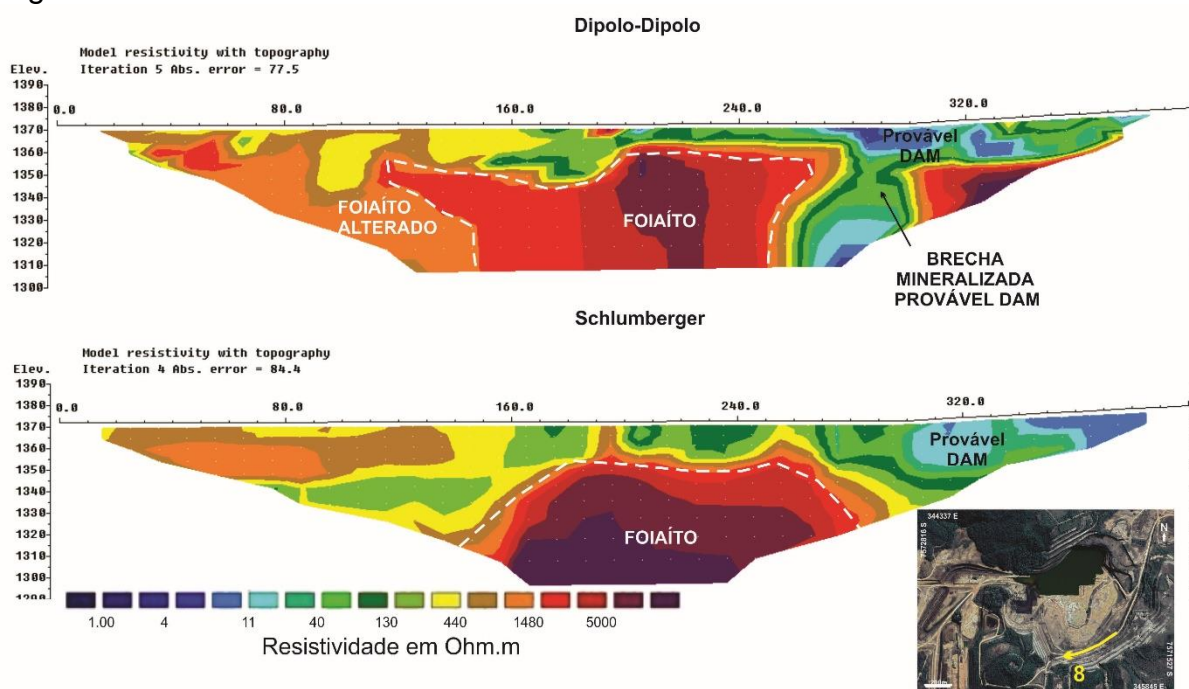 Dipolo-Dipolo
Model resistivity with topography
Elev. Iteration 5 Abs. error = 77.5
1390
1380
1370
1360
1350
1340
1330
1320
1310
1300
0.0 80.0 160.0 240.0 320.0
Provável
DAM
FOIAÍTO
ALTERADO
FOIAÍTO
BRECHA
MINERALIZADA
PROVÁVEL DAM
Schlumberger
Model resistivity with topography
Elev. Iteration 4 Abs. error = 84.4
1390
1380
1370
1360
1350
1340
1330
1320
1310
1300
0.0 80.0 160.0 240.0 320.0
Provável
DAM
FOIAÍTO
1.00 4 11 40 130 440 1480 5000
Resistividade em Ohm.m
344337 E
N
8
345845 E